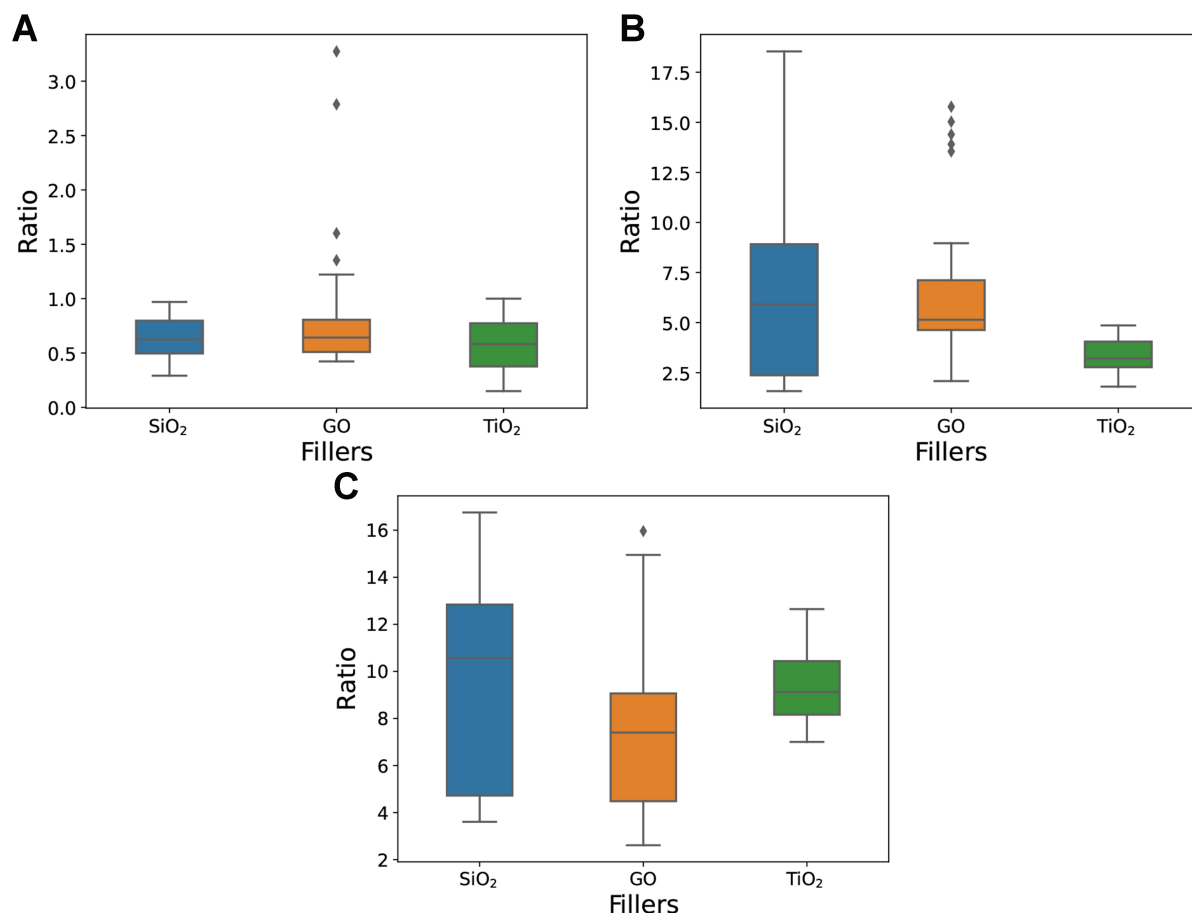 A
Ratio
3.0
2.5
2.0
1.5
1.0
0.5
0.0
SiO₂ GO TiO₂
Fillers
B
Ratio
17.5
15.0
12.5
10.0
7.5
5.0
2.5
SiO₂ GO TiO₂
Fillers
C
Ratio
16
14
12
10
8
6
4
2
SiO₂ GO TiO₂
Fillers